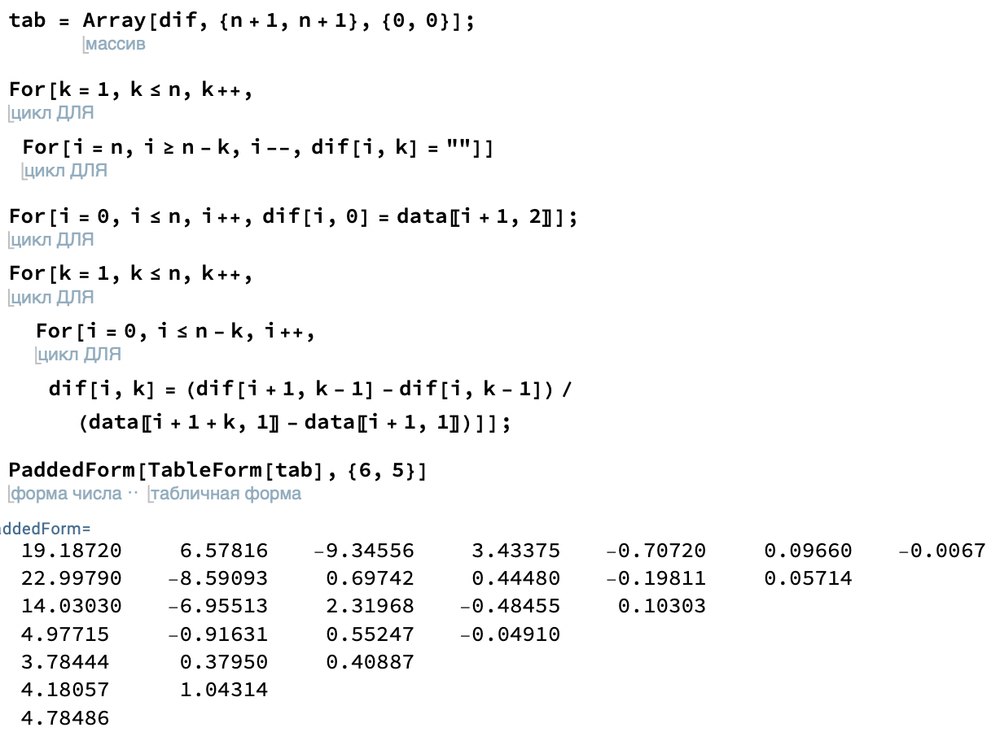 tab = Array[dif, {n + 1, n + 1}, {0, 0}];
массив
For[k = 1, k ≤ n, k++,
цикл ДЛЯ
For[i = n, i ≥ n - k, i--, dif[i, k] = ""]]
цикл ДЛЯ
For[i = 0, i ≤ n, i++, dif[i, 0] = data〚i + 1, 2〛];
цикл ДЛЯ
For[k = 1, k ≤ n, k++,
цикл ДЛЯ
For[i = 0, i ≤ n - k, i++,
цикл ДЛЯ
dif[i, k] = (dif[i + 1, k - 1] - dif[i, k - 1]) /
(data〚i + 1 + k, 1〛 - data〚i + 1, 1〛)]];
PaddedForm[TableForm[tab], {6, 5}]
форма числа ·· табличная форма
addedForm=
19.18720 6.57816 -9.34556 3.43375 -0.70720 0.09660 -0.0067
22.99790 -8.59093 0.69742 0.44480 -0.19811 0.05714
14.03030 -6.95513 2.31968 -0.48455 0.10303
4.97715 -0.91631 0.55247 -0.04910
3.78444 0.37950 0.40887
4.18057 1.04314
4.78486